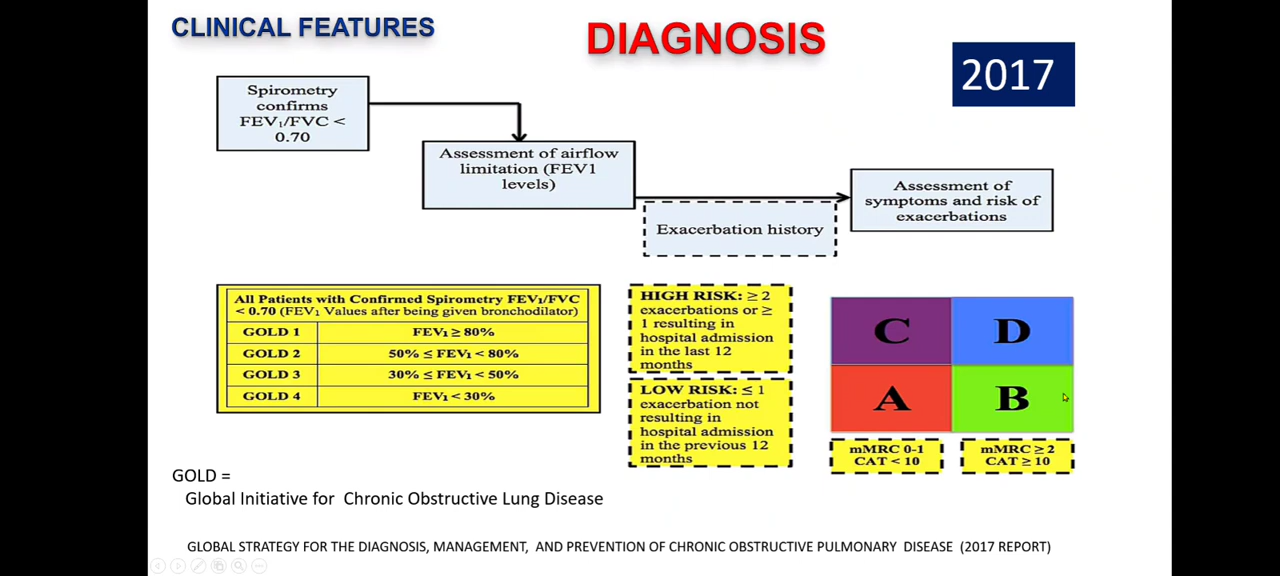 CLINICAL FEATURES
DIAGNOSIS
2017
Spirometry
confirms
FEV₁/FVC <
0.70
Assessment of airflow
limitation (FEV1
levels)
Exacerbation history
Assessment of
symptoms and risk of
exacerbations
All Patients with Confirmed Spirometry FEV₁/FVC
< 0.70 (FEV₁ Values after being given bronchodilator)
GOLD 1 FEV₁ ≥ 80%
GOLD 2 50% ≤ FEV₁ < 80%
GOLD 3 30% ≤ FEV₁ < 50%
GOLD 4 FEV₁ < 30%
HIGH RISK: ≥ 2
exacerbations or ≥
1 resulting in
hospital admission
in the last 12
months
LOW RISK: ≤ 1
exacerbation not
resulting in
hospital admission
in the previous 12
months
C D
A B
mMRC 0-1
CAT < 10
mMRC ≥ 2
CAT ≥ 10
GOLD =
Global Initiative for Chronic Obstructive Lung Disease
GLOBAL STRATEGY FOR THE DIAGNOSIS, MANAGEMENT, AND PREVENTION OF CHRONIC OBSTRUCTIVE PULMONARY DISEASE (2017 REPORT)